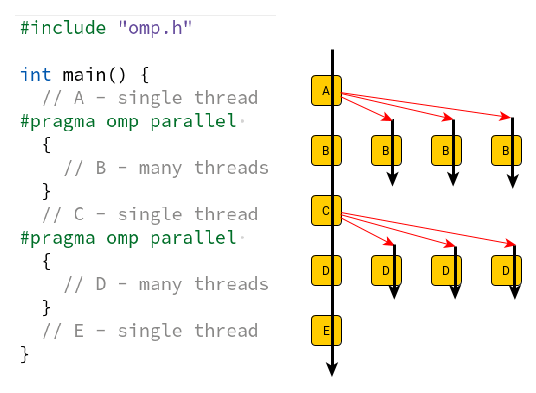 #include "omp.h"
int main() {
// A – single thread
#pragma omp parallel
{
// B – many threads
}
// C – single thread
#pragma omp parallel
{
// D – many threads
}
// E – single thread
}
A
B B B B
C
D D D D
E